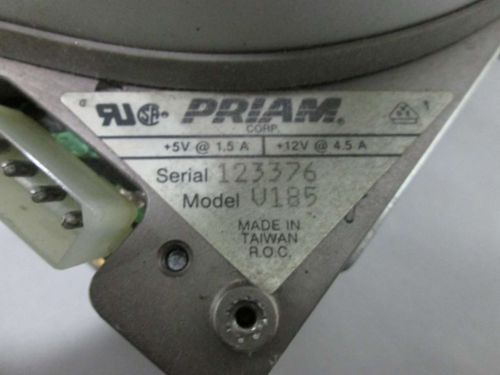 PRIAM®
CORP.
+5V @ 1.5 A +12V @ 4.5 A
Serial 123376
Model V185
MADE IN
TAIWAN
R.O.C.